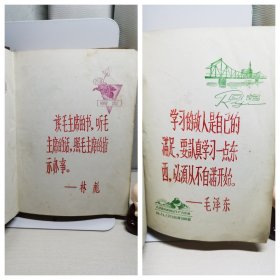 读毛主席的书，听毛
主席的话，照毛主席的指
示办事。
——林彪
学习的敌人是自己的
满足，要认真学习一点东
西，必须从不自满开始。
——毛泽东